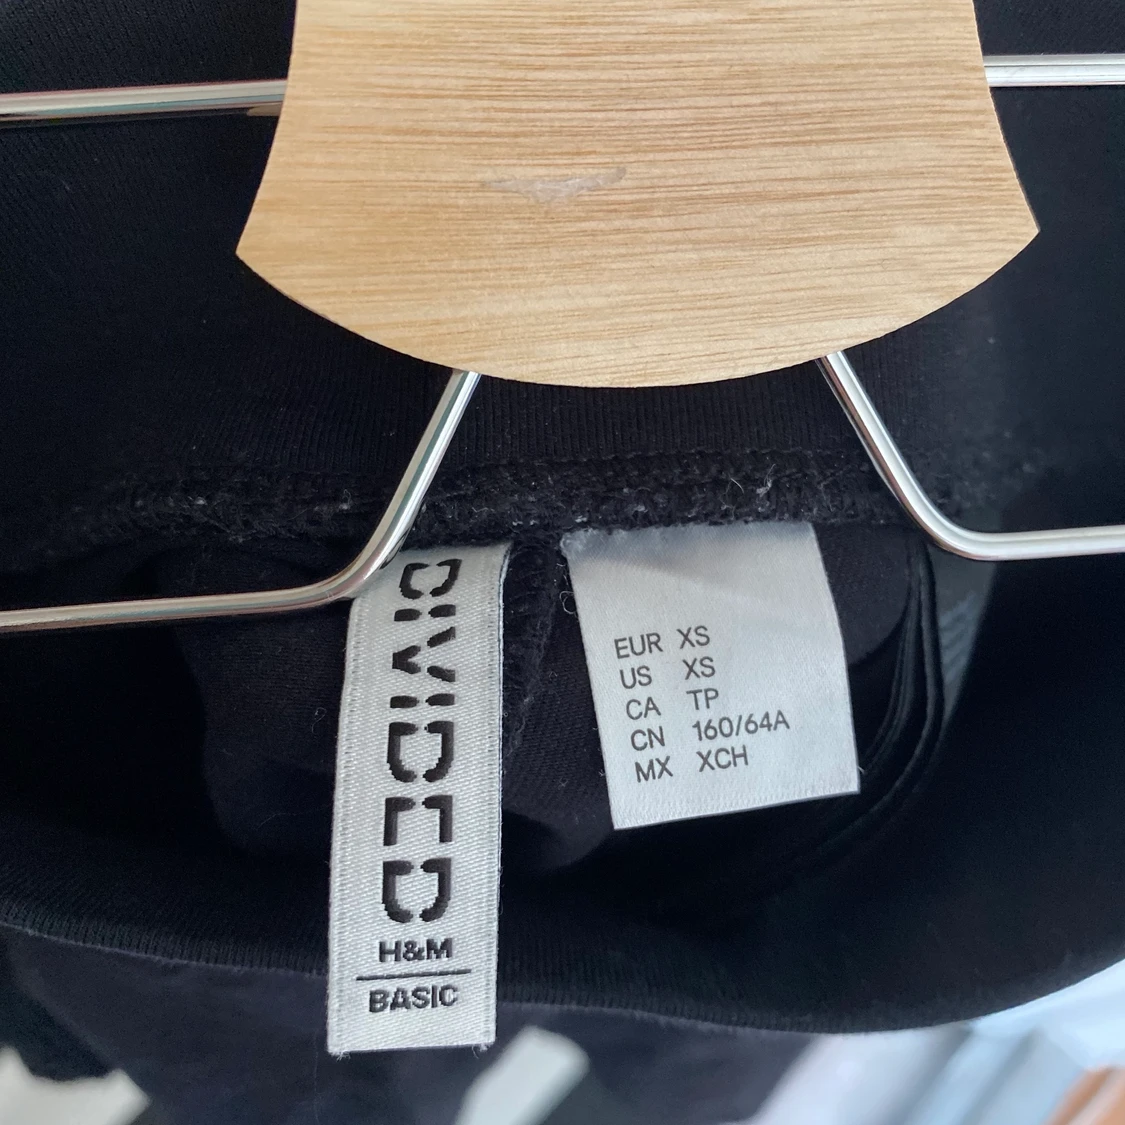 DIVIDED
H&M
BASIC
EUR XS
US XS
CA TP
CN 160/64A
MX XCH